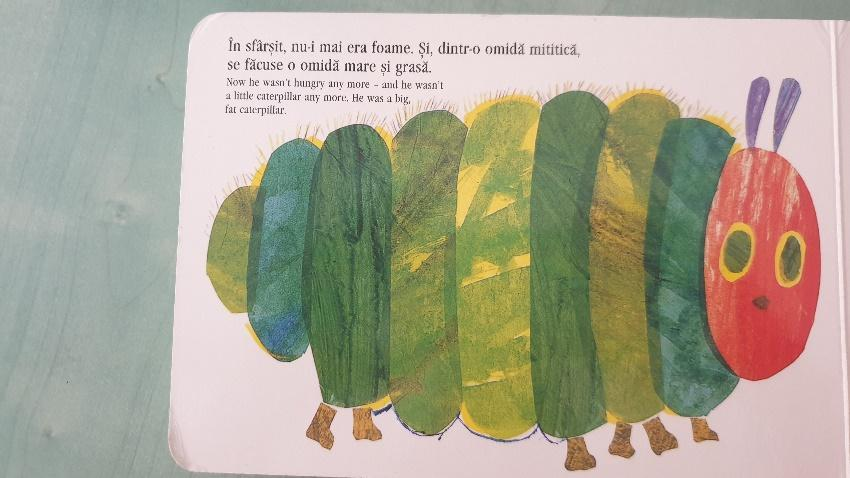 În sfârșit, nu-i mai era foame. Și, dintr-o omidă mititică,
se făcuse o omidă mare și grasă.
Now he wasn't hungry any more – and he wasn't
a little caterpillar any more. He was a big,
fat caterpillar.